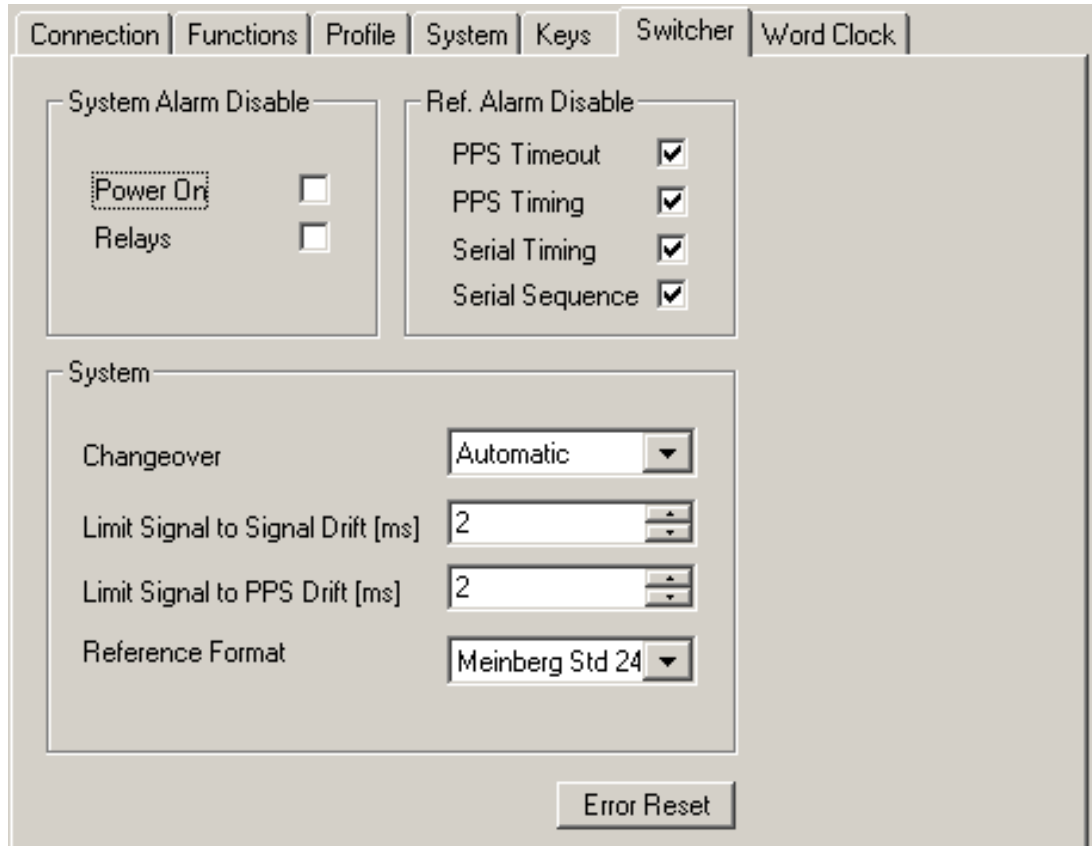 Connection Functions Profile System Keys Switcher Word Clock
System Alarm Disable
Power On
Relays
Ref. Alarm Disable
PPS Timeout
PPS Timing
Serial Timing
Serial Sequence
System
Changeover Automatic
Limit Signal to Signal Drift [ms] 2
Limit Signal to PPS Drift [ms] 2
Reference Format Meinberg Std 24
Error Reset